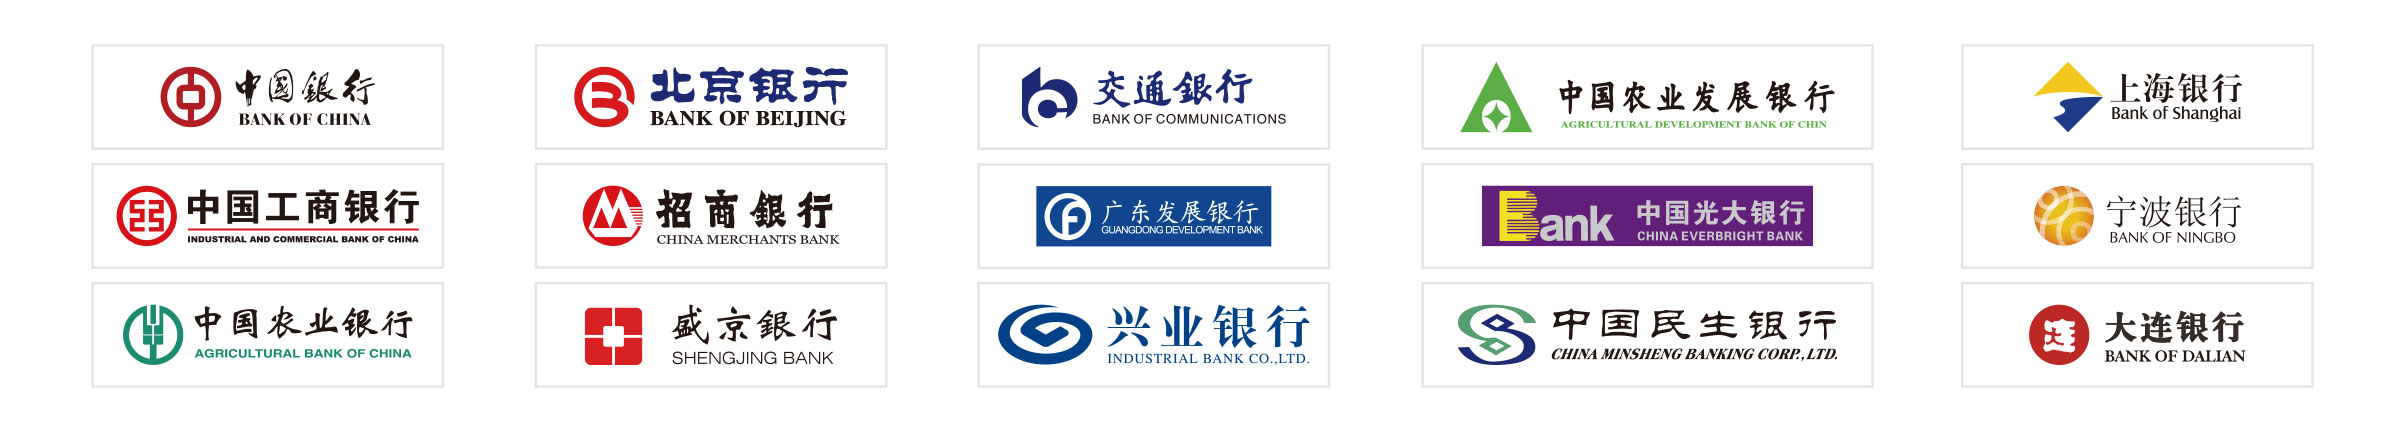 中国銀行
BANK OF CHINA
北京银行
BANK OF BEIJING
交通銀行
BANK OF COMMUNICATIONS
中国农业发展银行
AGRICULTURAL DEVELOPMENT BANK OF CHIN
上海银行
Bank of Shanghai
中国工商银行
INDUSTRIAL AND COMMERCIAL BANK OF CHINA
招商銀行
CHINA MERCHANTS BANK
广东发展银行
GUANGDONG DEVELOPMENT BANK
Bank
中国光大银行
CHINA EVERBRIGHT BANK
宁波银行
BANK OF NINGBO
中国农业银行
AGRICULTURAL BANK OF CHINA
盛京銀行
SHENGJING BANK
兴业银行
INDUSTRIAL BANK CO.,LTD.
中国民生银行
CHINA MINSHENG BANKING CORP.,LTD.
连
大连银行
BANK OF DALIAN